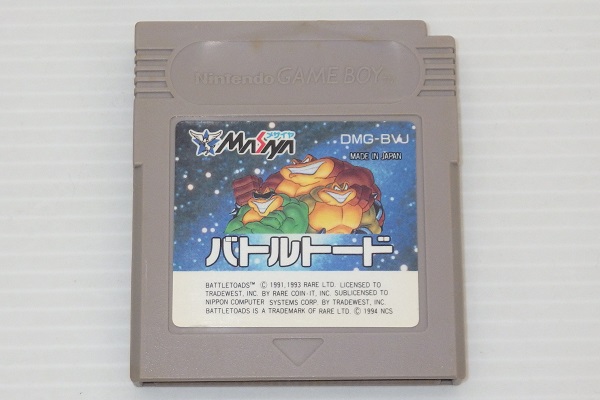 Nintendo GAME BOY
メサイヤ
MASAYA
DMG-BVJ
MADE IN JAPAN
バトルトード
BATTLETOADS™ © 1991,1993 RARE LTD. LICENSED TO
TRADEWEST, INC. BY RARE COIN-IT, INC. SUBLICENSED TO
NIPPON COMPUTER SYSTEMS CORP. BY TRADEWEST, INC.
BATTLETOADS IS A TRADEMARK OF RARE LTD. © 1994 NCS